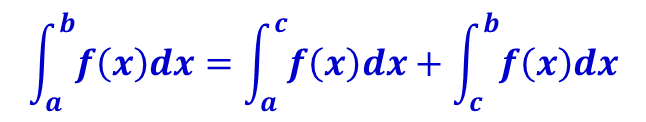 ∫_a^b f(x)dx = ∫_a^c f(x)dx + ∫_c^b f(x)dx